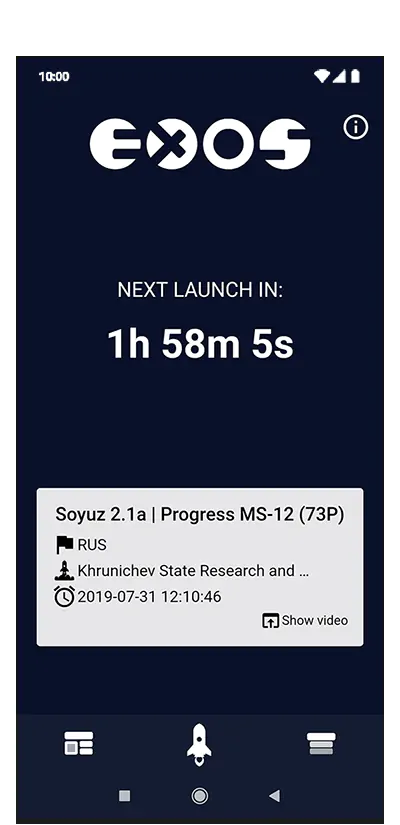 10:00
EXOS
NEXT LAUNCH IN:
1h 58m 5s
Soyuz 2.1a | Progress MS-12 (73P)
RUS
Khrunichev State Research and ...
2019-07-31 12:10:46
Show video